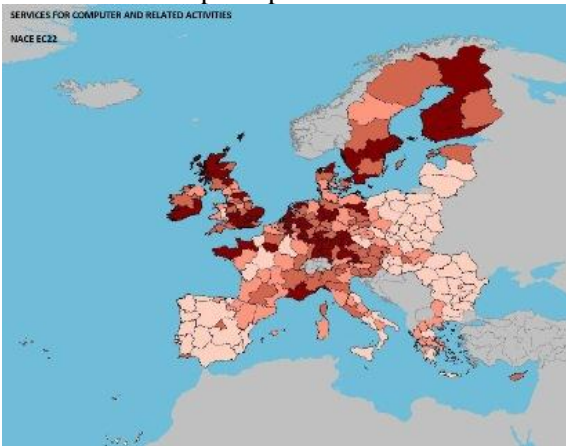 SERVICES FOR COMPUTER AND RELATED ACTIVITIES
NACE EC22